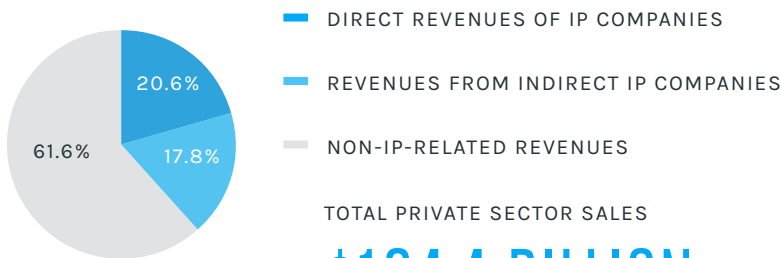 DIRECT REVENUES OF IP COMPANIES
20.6%
REVENUES FROM INDIRECT IP COMPANIES
61.6%
17.8%
NON-IP-RELATED REVENUES
TOTAL PRIVATE SECTOR SALES